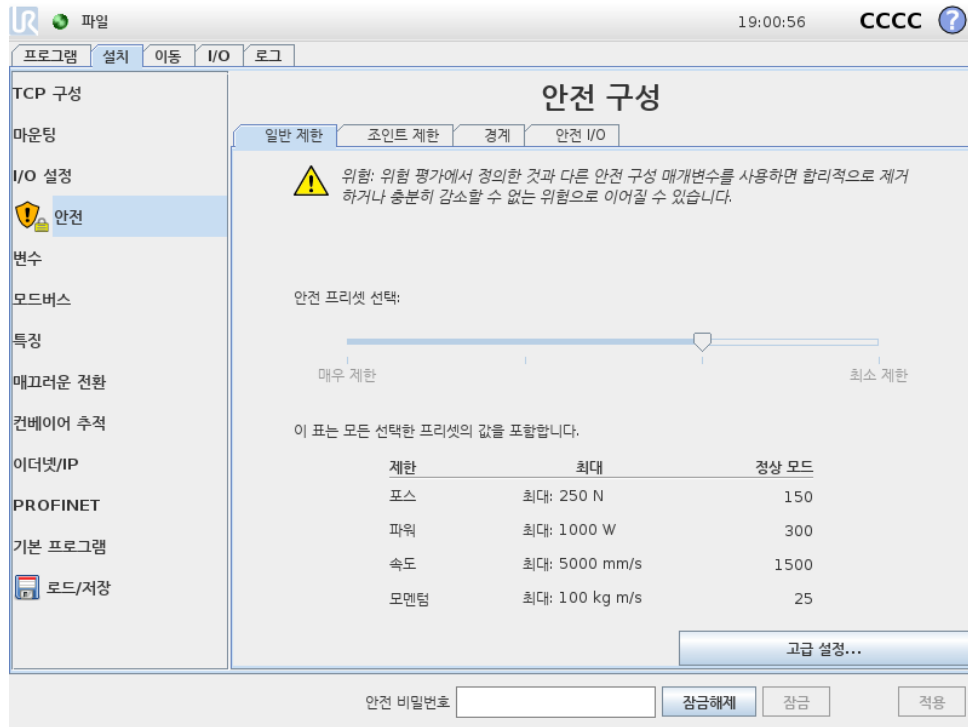 UR 파일 19:00:56 CCCC ?
프로그램 설치 이동 I/O 로그
TCP 구성
마운팅
I/O 설정
안전
변수
모드버스
특징
매끄러운 전환
컨베이어 추적
이더넷/IP
PROFINET
기본 프로그램
로드/저장
안전 구성
일반 제한 조인트 제한 경계 안전 I/O
위험: 위험 평가에서 정의한 것과 다른 안전 구성 매개변수를 사용하면 합리적으로 제거
하거나 충분히 감소할 수 없는 위험으로 이어질 수 있습니다.
안전 프리셋 선택:
매우 제한 최소 제한
이 표는 모든 선택한 프리셋의 값을 포함합니다.
제한 최대 정상 모드
포스 최대: 250 N 150
파워 최대: 1000 W 300
속도 최대: 5000 mm/s 1500
모멘텀 최대: 100 kg m/s 25
고급 설정...
안전 비밀번호 잠금해제 잠금 적용